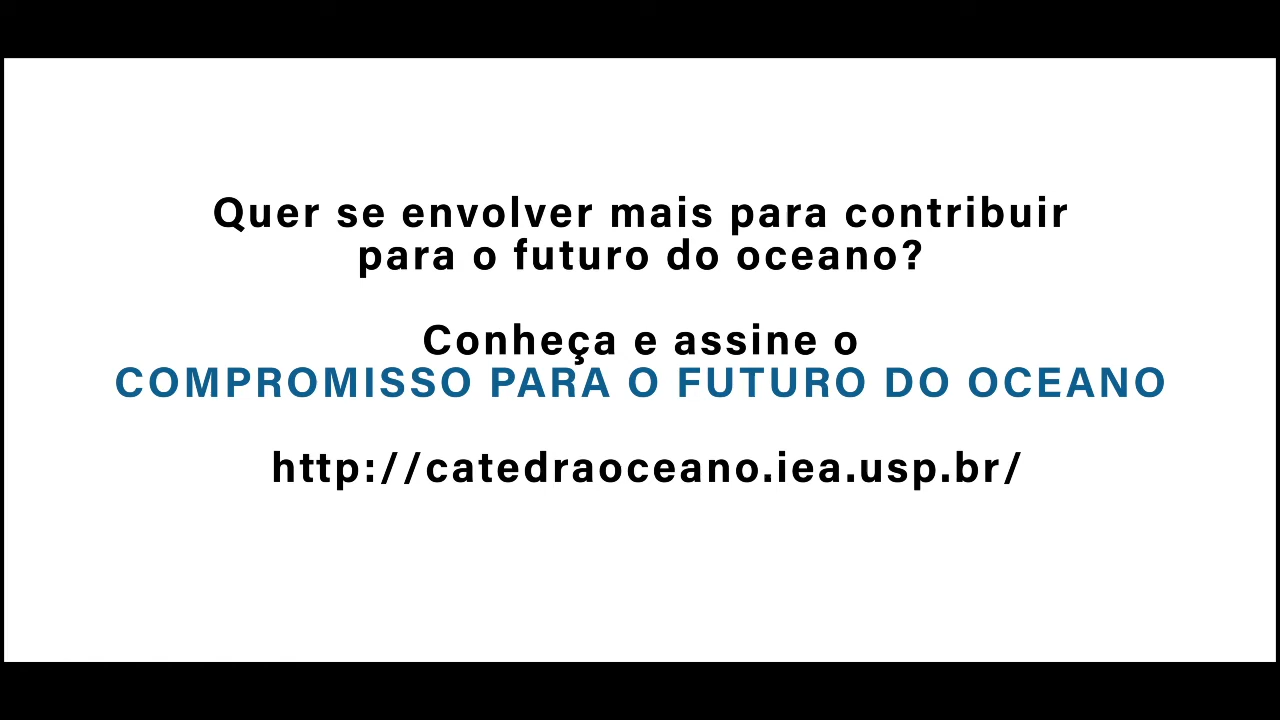 Quer se envolver mais para contribuir
para o futuro do oceano?
Conheça e assine o
COMPROMISSO PARA O FUTURO DO OCEANO
http://catedraoceano.iea.usp.br/